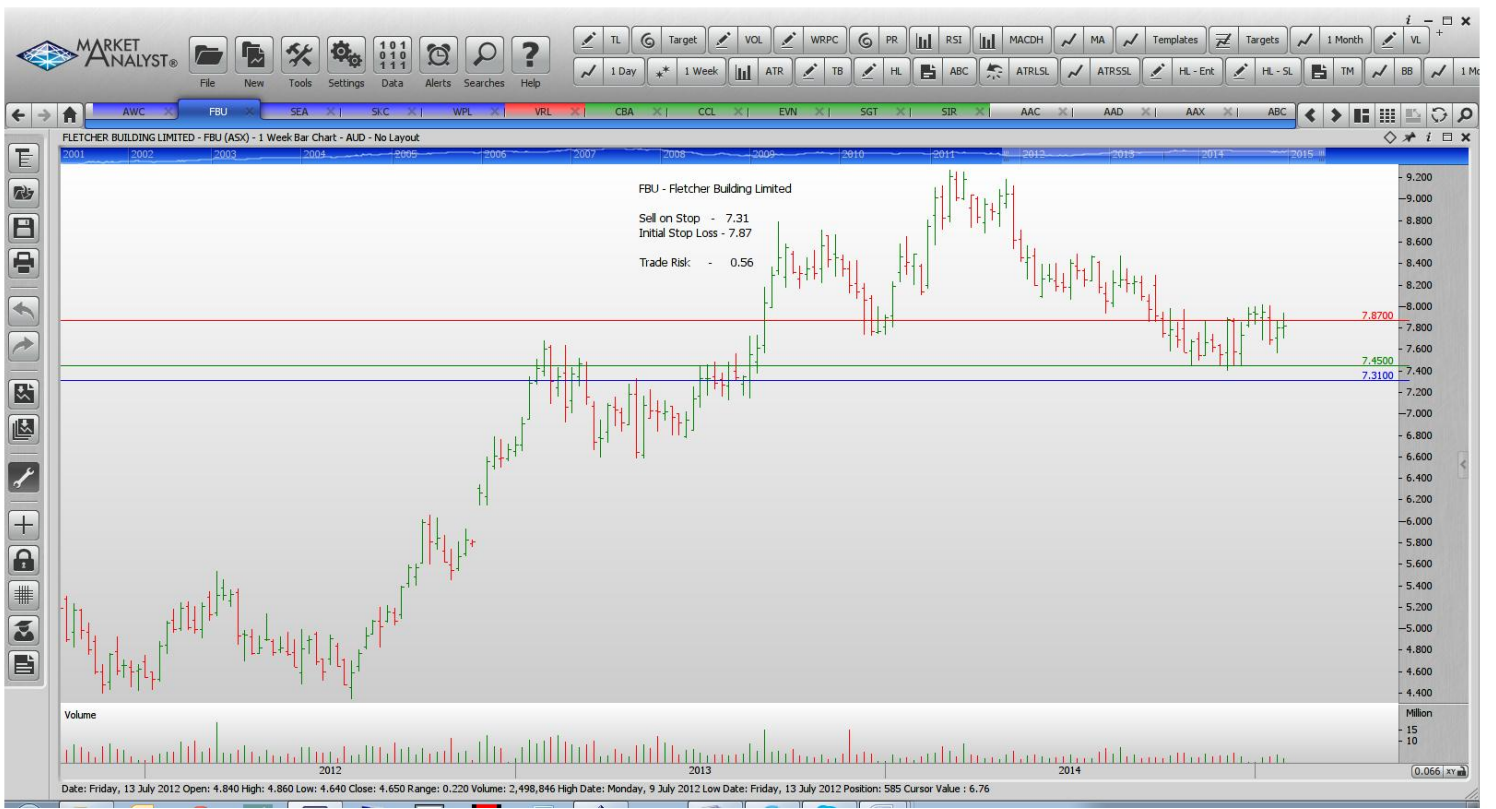 i
MARKET
ANALYST®
File New Tools Settings Data Alerts Searches Help
TL Target VOL WRPC PR RSI MACDH MA Templates Targets 1 Month VL +
1 Day 1 Week ATR TB HL ABC ATRLSL ATRSSL HL - Ent HL - SL TM BB
AWC FBU SEA SKC WPL VRL CBA CCL EVN SGT SIR AAC AAD AAX ABC
FLETCHER BUILDING LIMITED - FBU (ASX) - 1 Week Bar Chart - AUD - No Layout
2001 2002 2003 2004 2005 2006 2007 2008 2009 2010 2011 2012 2013 2014 2015
FBU - Fletcher Building Limited
Sell on Stop - 7.31
Initial Stop Loss - 7.87
Trade Risk - 0.56
9.200
9.000
8.800
8.600
8.400
8.200
8.000
7.8700
7.800
7.600
7.4500
7.400
7.3100
7.200
7.000
6.800
6.600
6.400
6.200
6.000
5.800
5.600
5.400
5.200
5.000
4.800
4.600
4.400
Volume
Million
15
10
2012 2013 2014
0.066 XY
Date: Friday, 13 July 2012 Open: 4.840 High: 4.860 Low: 4.640 Close: 4.650 Range: 0.220 Volume: 2,498,846 High Date: Monday, 9 July 2012 Low Date: Friday, 13 July 2012 Position: 585 Cursor Value : 6.76